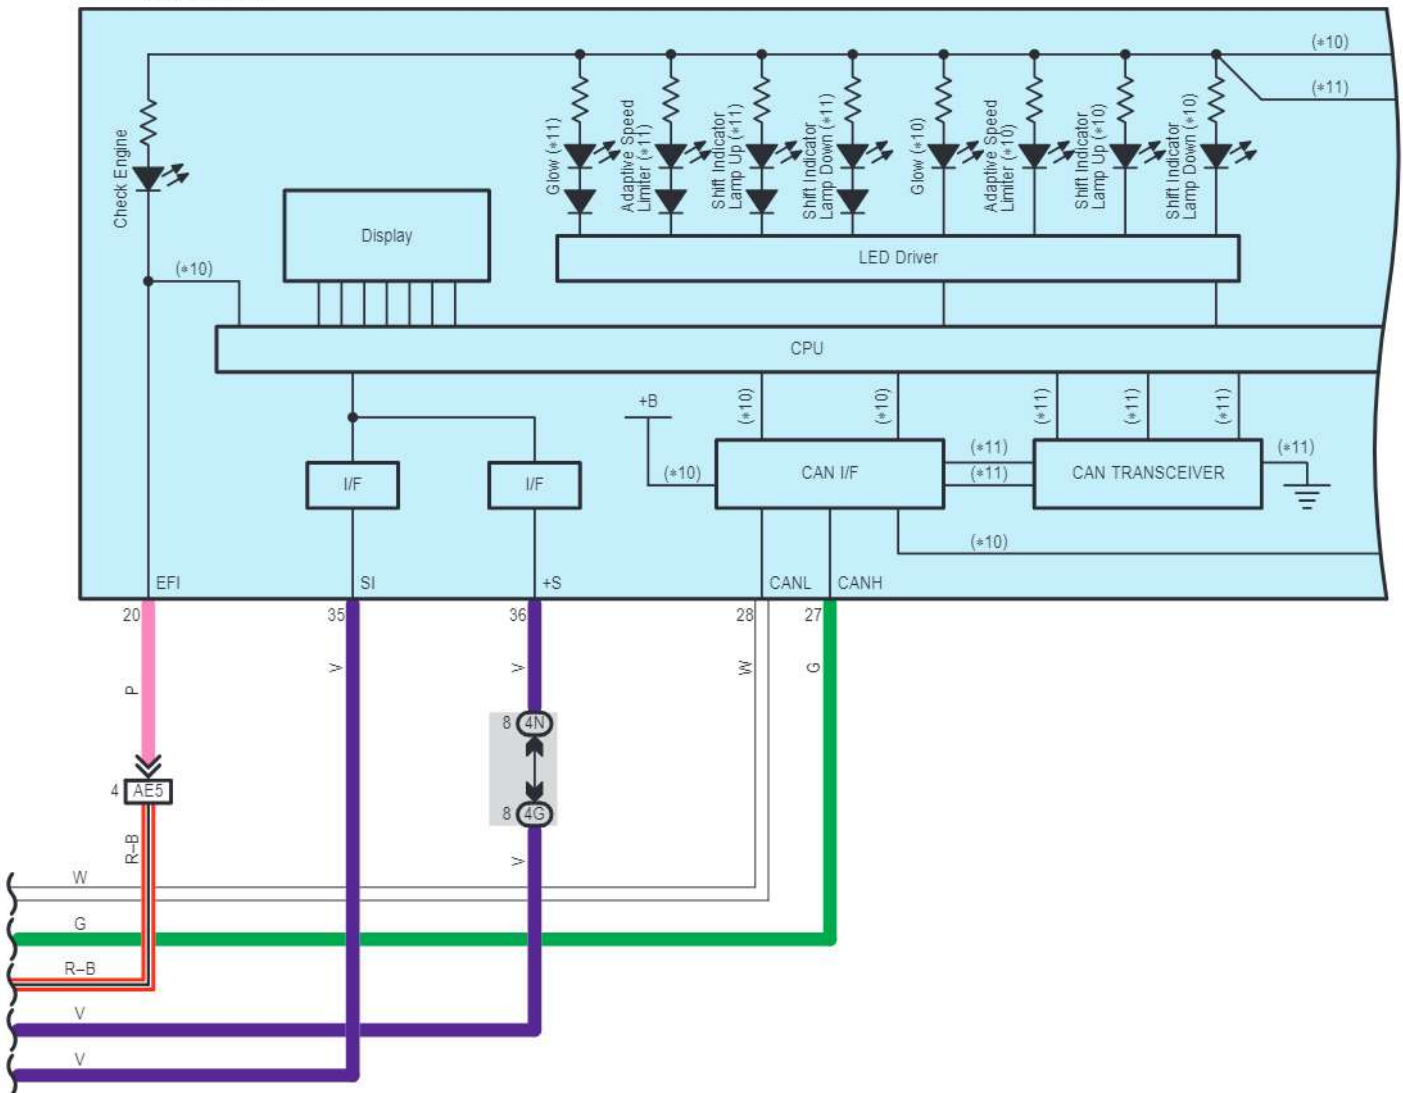 (*10)
(*11)
Check Engine
Glow (*11)
Adaptive Speed
Limiter (*11)
Shift Indicator
Lamp Up (*11)
Shift Indicator
Lamp Down (*11)
Glow (*10)
Adaptive Speed
Limiter (*10)
Shift Indicator
Lamp Up (*10)
Shift Indicator
Lamp Down (*10)
Display
LED Driver
(*10)
CPU
+B
(*10)
(*10)
(*11)
(*11)
(*11)
(*10)
I/F
I/F
CAN I/F
(*11)
(*11)
CAN TRANSCEIVER
(*11)
(*10)
EFI
SI
+S
CANL
CANH
20
35
36
28
27
P
V
V
W
G
8 4N
4 AE5
8 4G
R–B
V
W
G
R–B
V
V